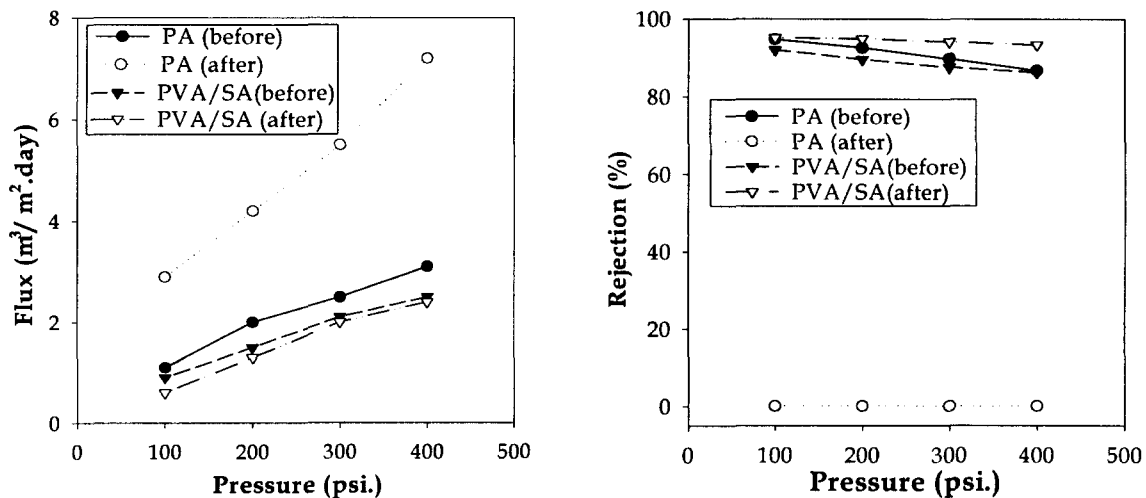 8
6
4
2
0
PA (before)
PA (after)
PVA/SA(before)
PVA/SA (after)
Flux (m³/ m².day)
0 100 200 300 400 500
Pressure (psi.)
100
80
60
40
20
0
PA (before)
PA (after)
PVA/SA(before)
PVA/SA(after)
Rejection (%)
0 100 200 300 400 500
Pressure (psi.)